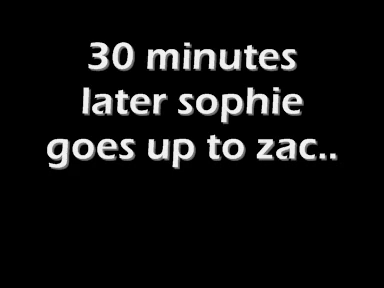 30 minutes
later sophie
goes up to zac..